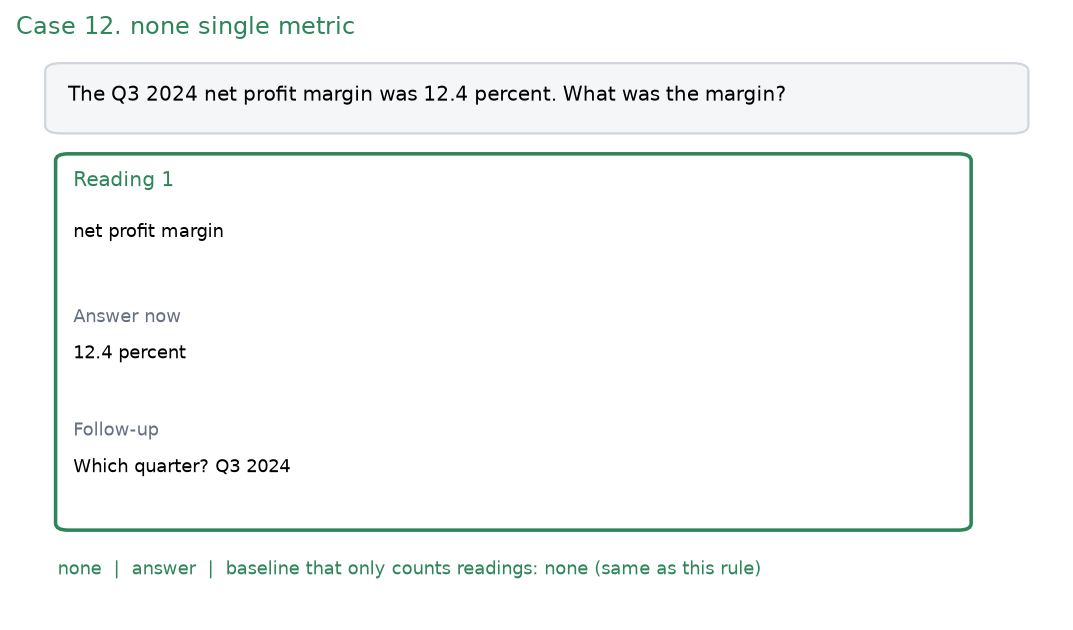 Case 12. none single metric
The Q3 2024 net profit margin was 12.4 percent. What was the margin?
Reading 1
net profit margin
Answer now
12.4 percent
Follow-up
Which quarter? Q3 2024
none | answer | baseline that only counts readings: none (same as this rule)